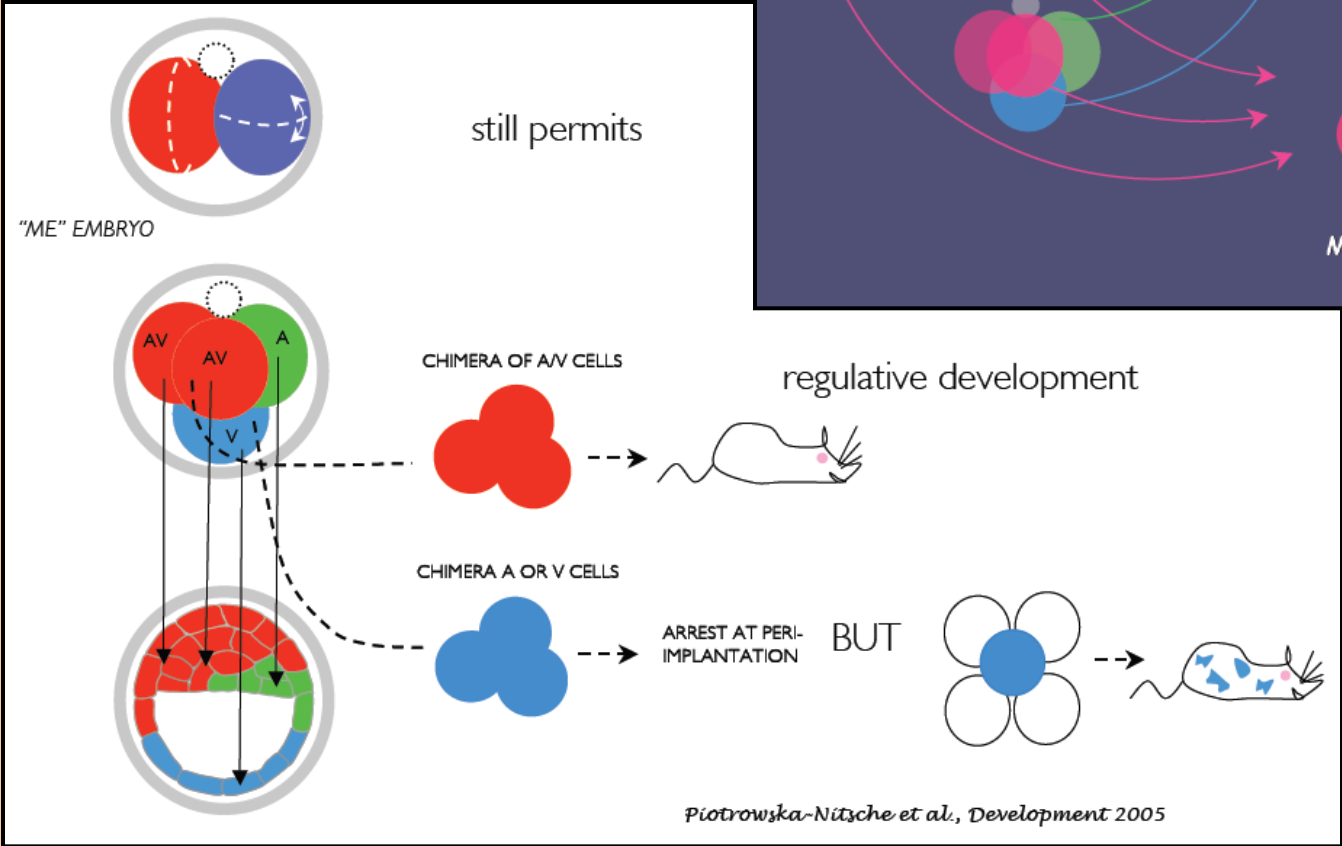 still permits
"ME" EMBRYO
M
AV
AV
A
V
CHIMERA OF A/V CELLS
regulative development
CHIMERA A OR V CELLS
ARREST AT PERI-
IMPLANTATION
BUT
Piotrowska-Nitsche et al., Development 2005